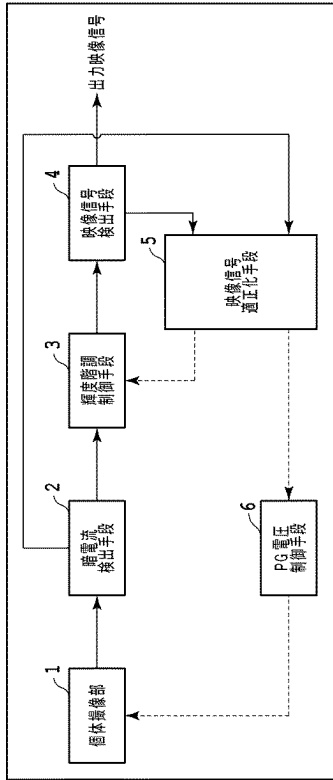 1
個体撮像部
2
暗電流
検出手段
3
輝度階調
制御手段
4
映像信号
検出手段
出力映像信号
5
映像信号
適正化手段
6
PG電圧
制御手段